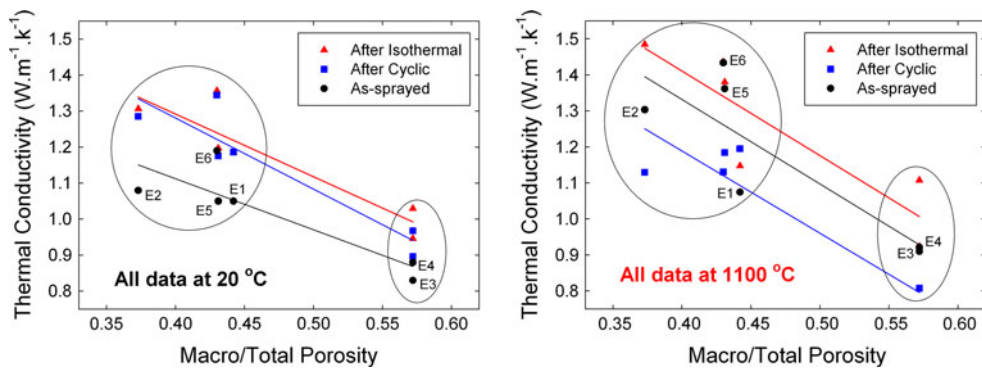 Thermal Conductivity (W.m-1.k-1)
1.5
1.4
1.3
1.2
1.1
1.0
0.9
0.8
After Isothermal
After Cyclic
As-sprayed
E6
E2
E1
E5
E4
E3
All data at 20 °C
0.35 0.40 0.45 0.50 0.55 0.60
Macro/Total Porosity
Thermal Conductivity (W.m-1.k-1)
1.5
1.4
1.3
1.2
1.1
1.0
0.9
0.8
After Isothermal
After Cyclic
As-sprayed
E6
E5
E2
E1
E4
E3
All data at 1100 °C
0.35 0.40 0.45 0.50 0.55 0.60
Macro/Total Porosity